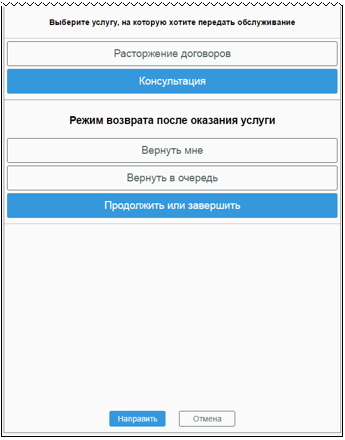 Выберите услугу, на которую хотите передать обслуживание
Расторжение договоров
Консультация
Режим возврата после оказания услуги
Вернуть мне
Вернуть в очередь
Продолжить или завершить
Направить Отмена